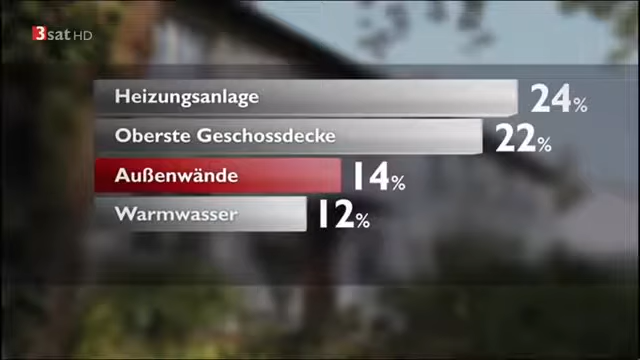 3sat HD
Heizungsanlage 24%
Oberste Geschossdecke 22%
Außenwände 14%
Warmwasser 12%